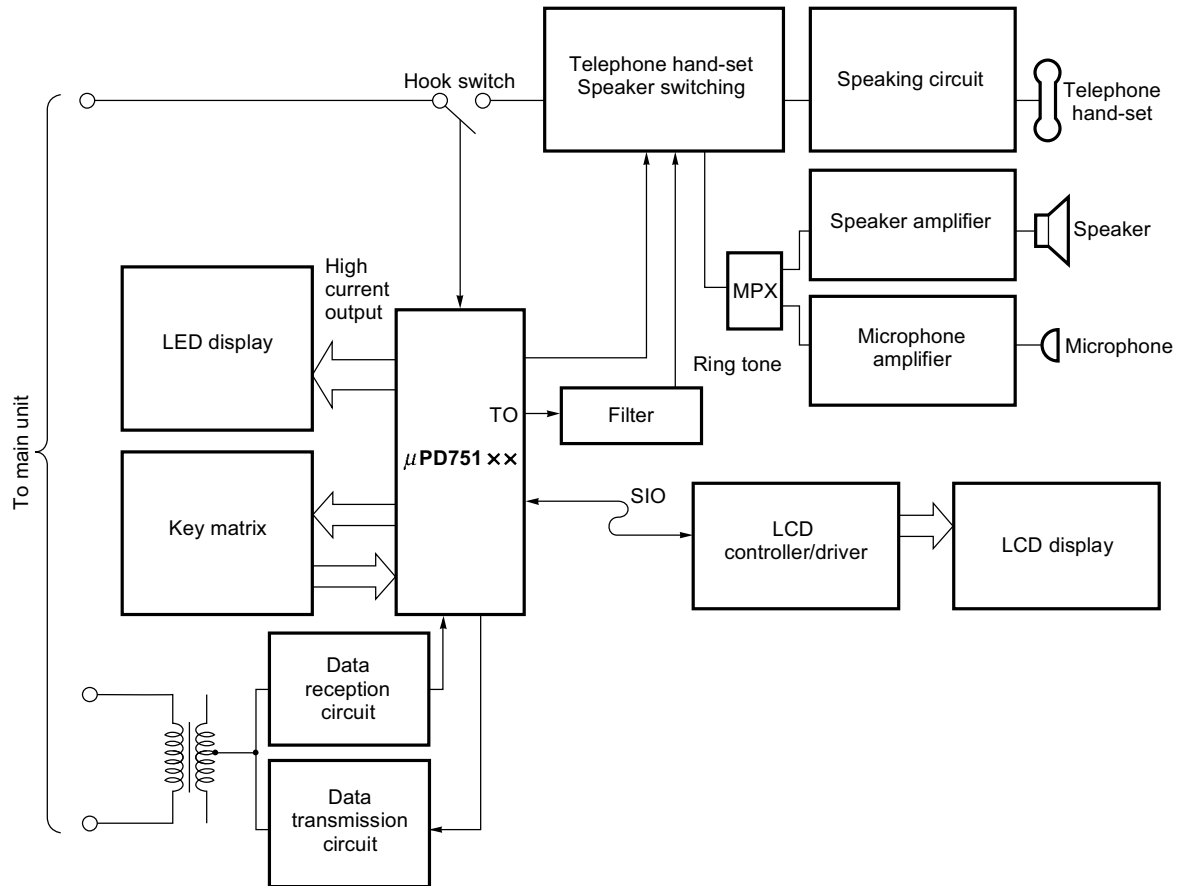 Telephone hand-set
Speaker switching
Speaking circuit
Hook switch
Telephone
hand-set
Speaker amplifier
Speaker
High
current
output
MPX
LED display
Microphone
amplifier
Microphone
Ring tone
TO
Filter
To main unit
μPD751××
SIO
Key matrix
LCD
controller/driver
LCD display
Data
reception
circuit
Data
transmission
circuit